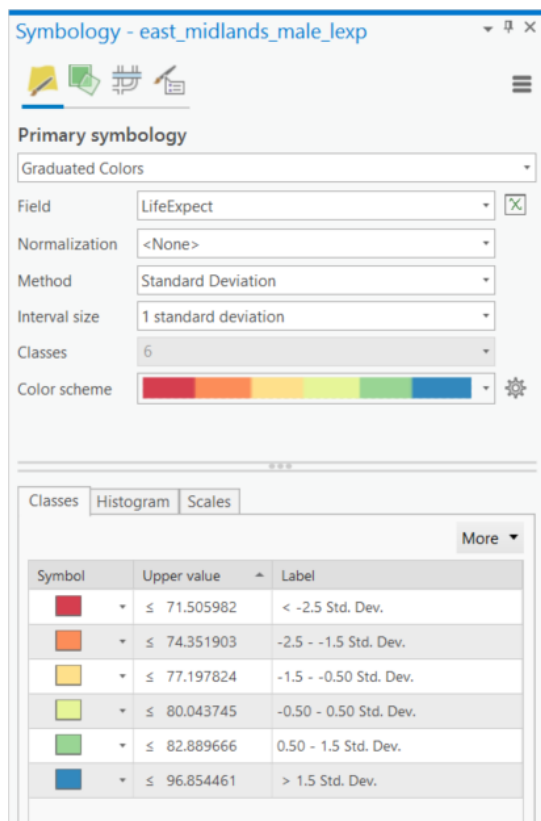 Symbology - east_midlands_male_lexp
Primary symbology
Graduated Colors
Field LifeExpect
Normalization <None>
Method Standard Deviation
Interval size 1 standard deviation
Classes 6
Color scheme
Classes Histogram Scales
More
Symbol Upper value Label
≤ 71.505982 < -2.5 Std. Dev.
≤ 74.351903 -2.5 - -1.5 Std. Dev.
≤ 77.197824 -1.5 - -0.50 Std. Dev.
≤ 80.043745 -0.50 - 0.50 Std. Dev.
≤ 82.889666 0.50 - 1.5 Std. Dev.
≤ 96.854461 > 1.5 Std. Dev.